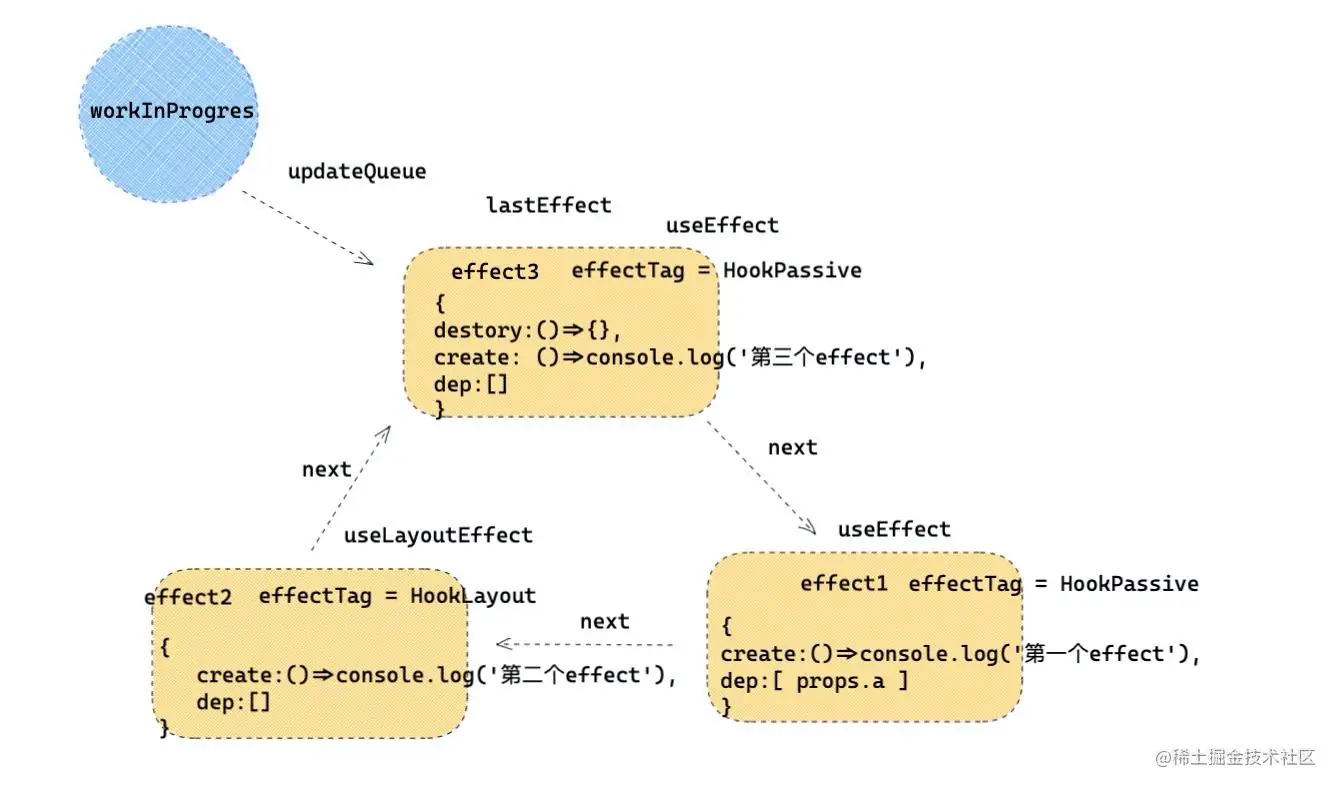 workInProgres
updateQueue
lastEffect
useEffect
effect3 effectTag = HookPassive
{
destory:()=>{},
create: ()=>console.log('第三个effect'),
dep:[]
}
next
next
useLayoutEffect
effect2 effectTag = HookLayout
{
create:()=>console.log('第二个effect'),
dep:[]
}
next
useEffect
effect1 effectTag = HookPassive
{
create:()=>console.log('第一个effect'),
dep:[ props.a ]
}
@稀土掘金技术社区